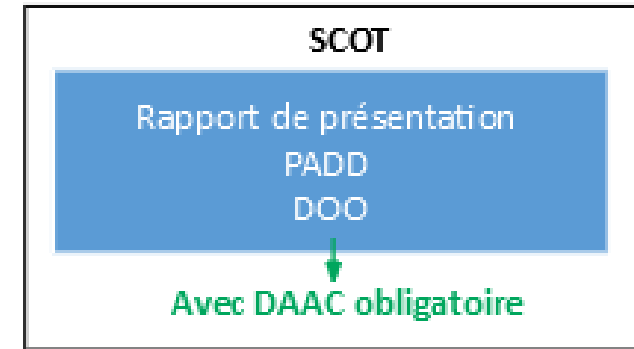 SCOT
Rapport de présentation
PADD
DOO
Avec DAAC obligatoire